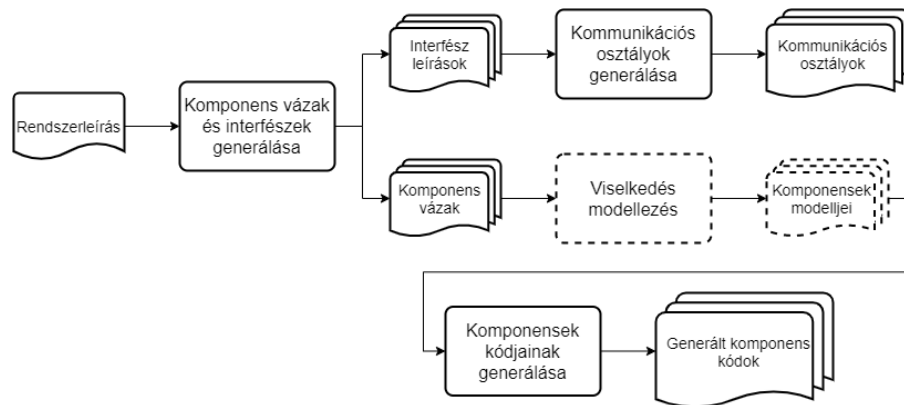 Rendszerleírás
Komponens vázak
és interfészek
generálása
Interfész
leírások
Kommunikációs
osztályok
generálása
Kommunikációs
osztályok
Komponens
vázak
Viselkedés
modellezés
Komponensek
modelljei
Komponensek
kódjainak
generálása
Generált komponens
kódok